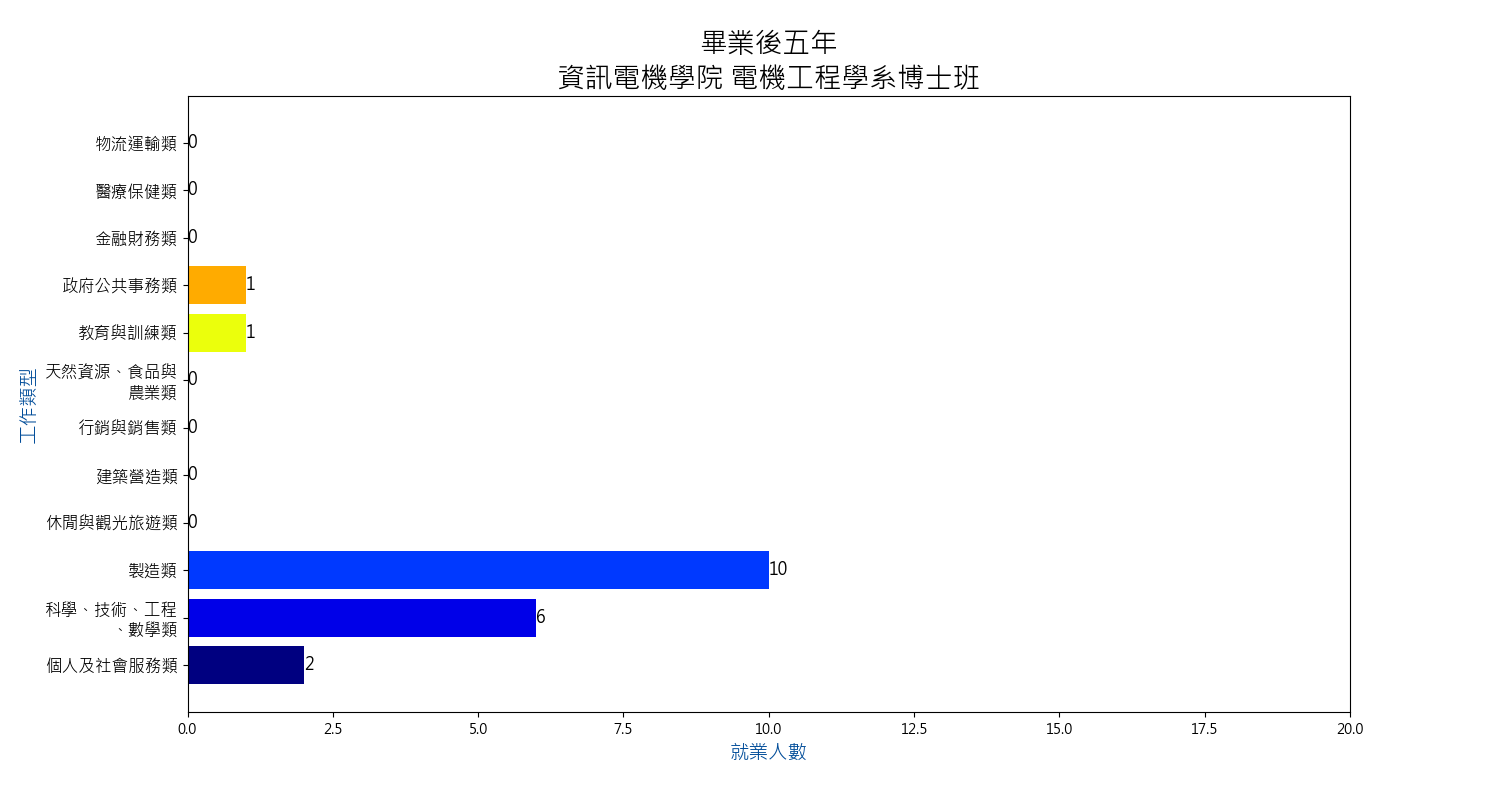 畢業後五年
資訊電機學院 電機工程學系博士班
物流運輸類 0
醫療保健類 0
金融財務類 0
政府公共事務類 1
教育與訓練類 1
天然資源、食品與
農業類 0
行銷與銷售類 0
建築營造類 0
休閒與觀光旅遊類 0
製造類 10
科學、技術、工程
、數學類 6
個人及社會服務類 2
工作類型
0.0 2.5 5.0 7.5 10.0 12.5 15.0 17.5 20.0
就業人數